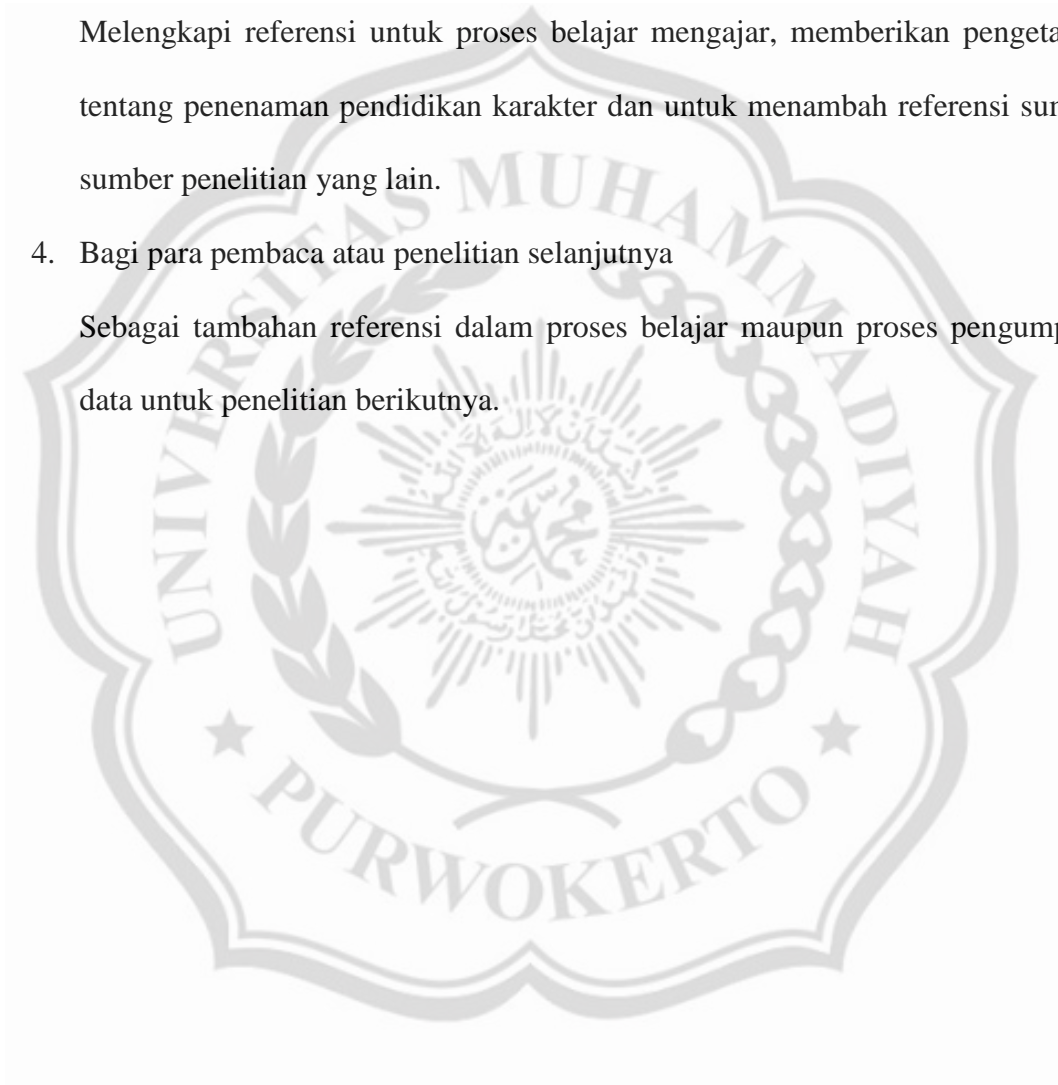 Melengkapi referensi untuk proses belajar mengajar, memberikan pengeta
tentang penenaman pendidikan karakter dan untuk menambah referensi sum
sumber penelitian yang lain.
4. Bagi para pembaca atau penelitian selanjutnya
Sebagai tambahan referensi dalam proses belajar maupun proses pengump
data untuk penelitian berikutnya.
UNIVERSITAS MUHAMMADIYAH
PURWOKERTO
محمد